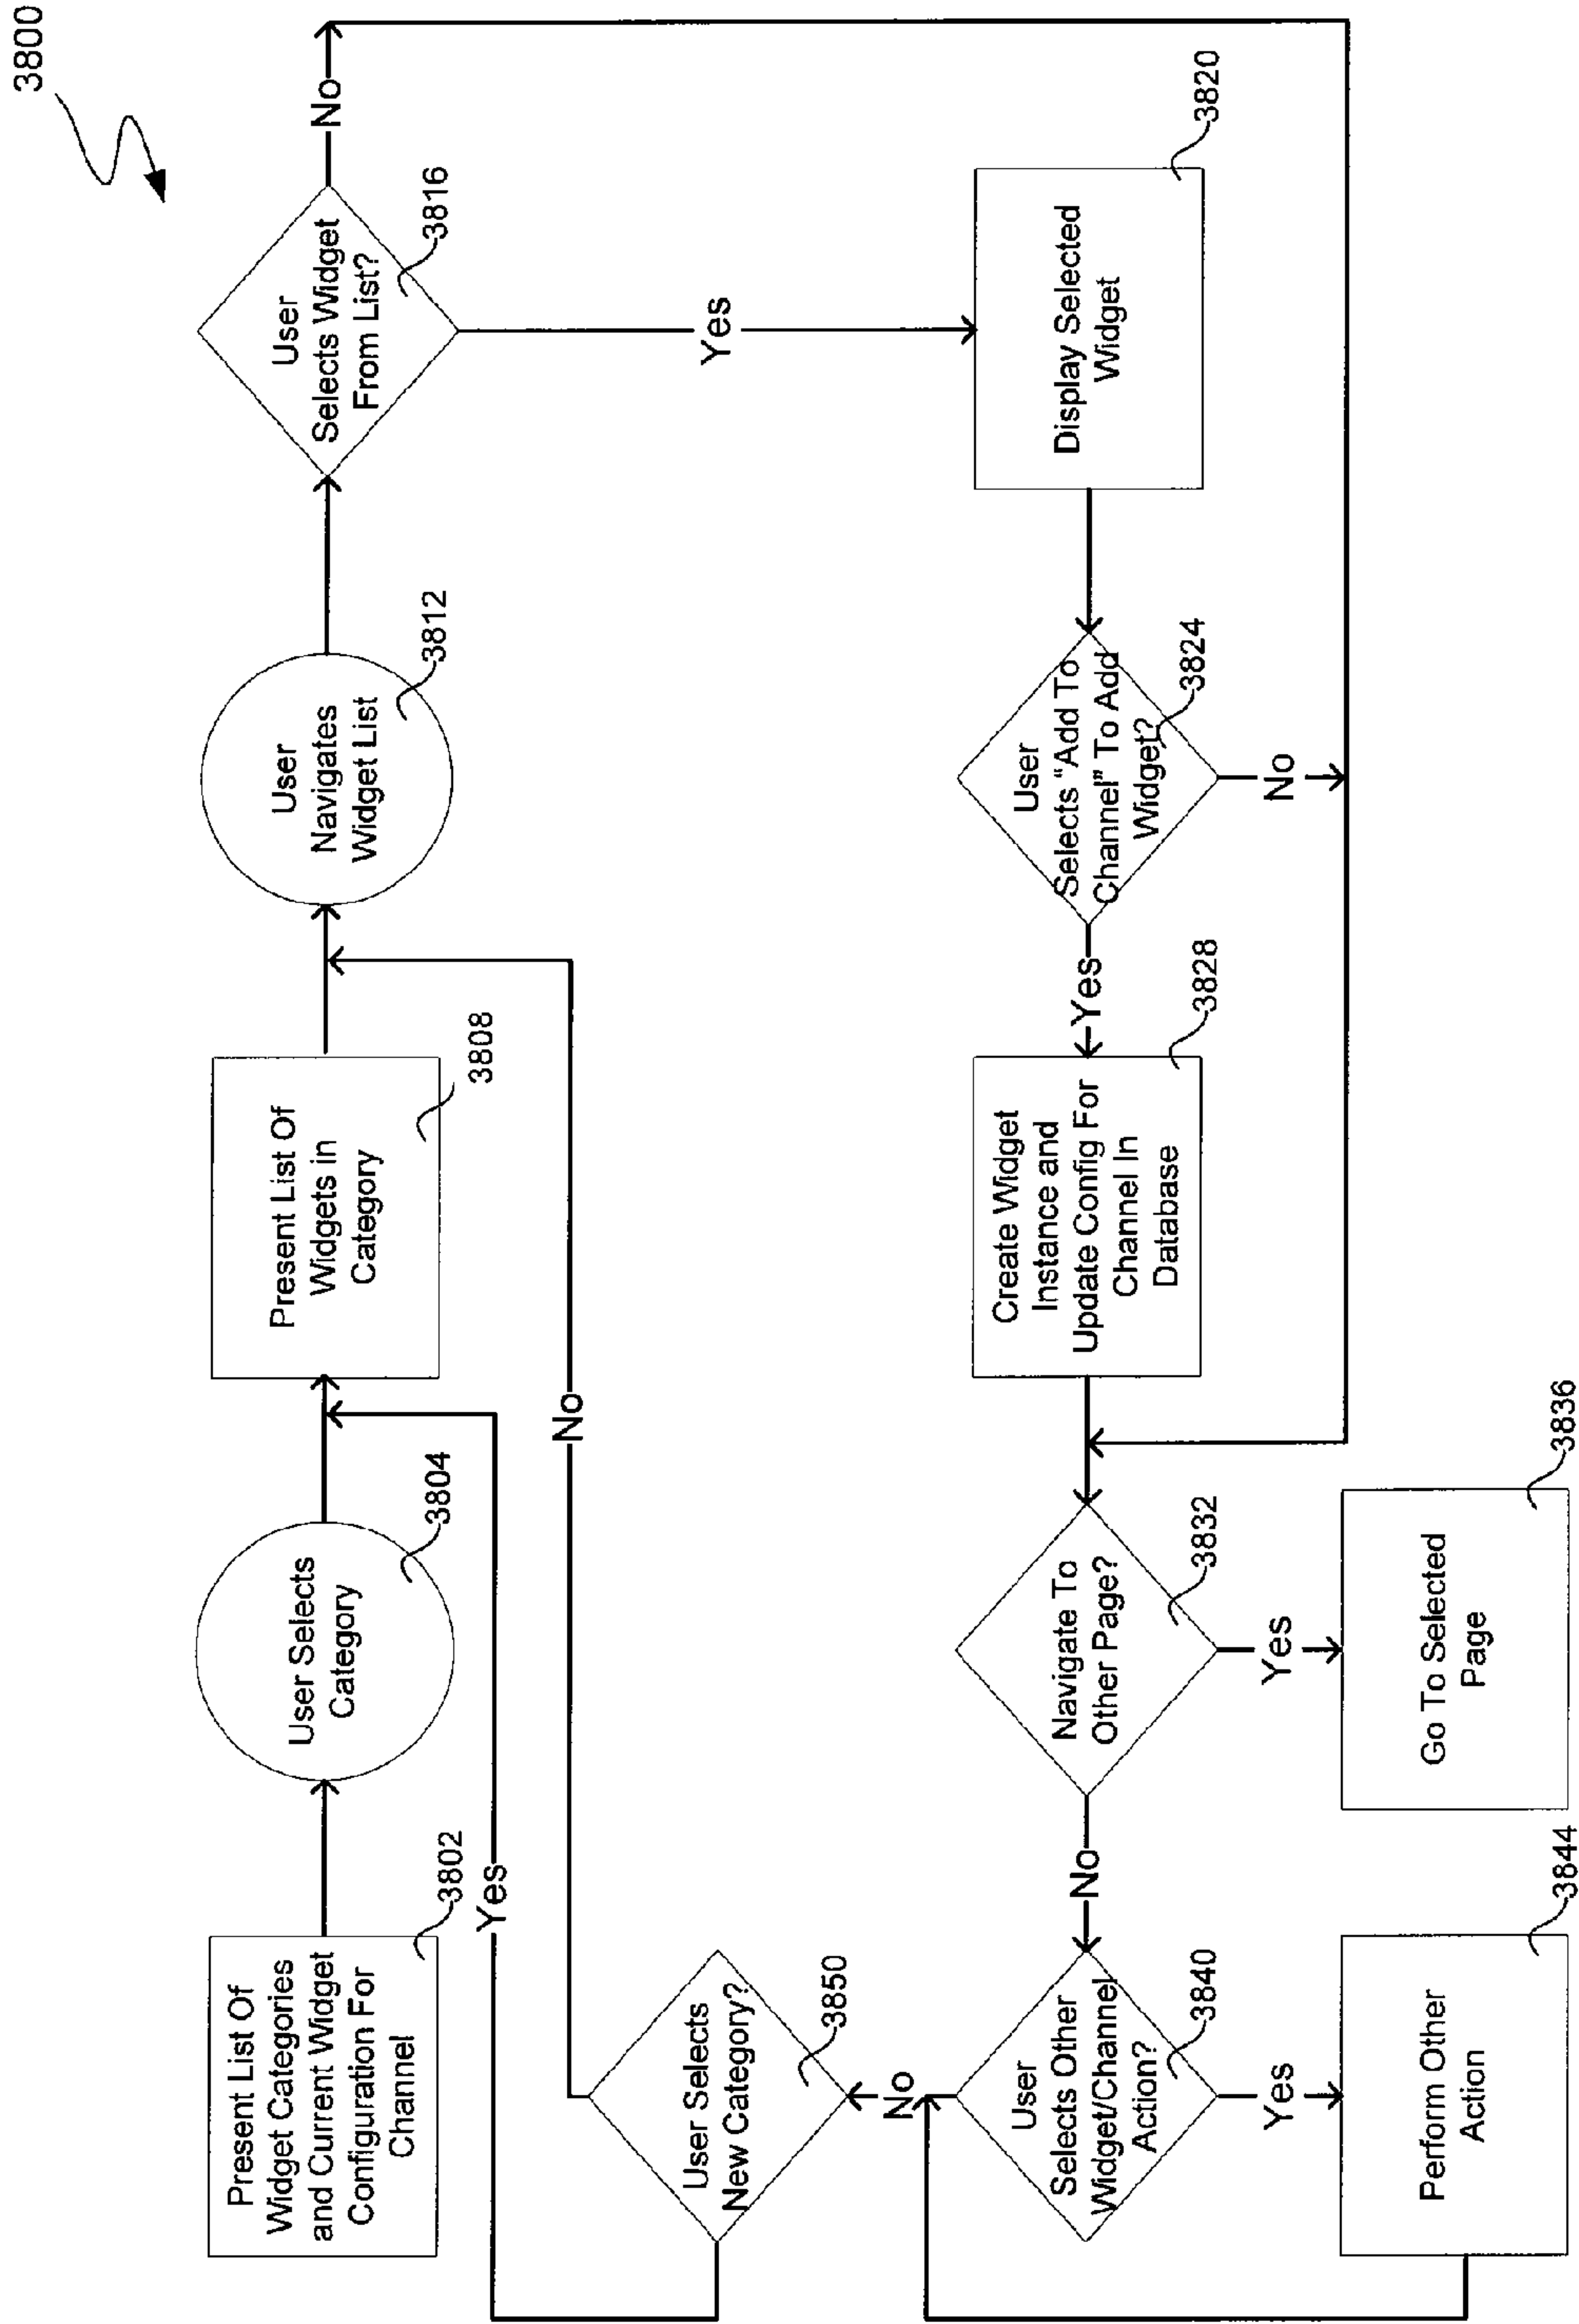 3800
Present List Of
Widget Categories
and Current Widget
Configuration For
Channel
3802
User Selects
Category
3804
Present List Of
Widgets in
Category
3808
User
Navigates
Widget List
3812
User
Selects Widget
From List?
3816
No
Yes
Display Selected
Widget
3820
User
Selects "Add To
Channel" To Add
Widget?
3824
No
Yes
Create Widget
Instance and
Update Config For
Channel In
Database
3828
Navigate To
Other Page?
3832
Yes
Go To Selected
Page
3836
No
User
Selects Other
Widget/Channel
Action?
3840
Yes
Perform Other
Action
3844
No
User Selects
New Category?
3850
Yes
No